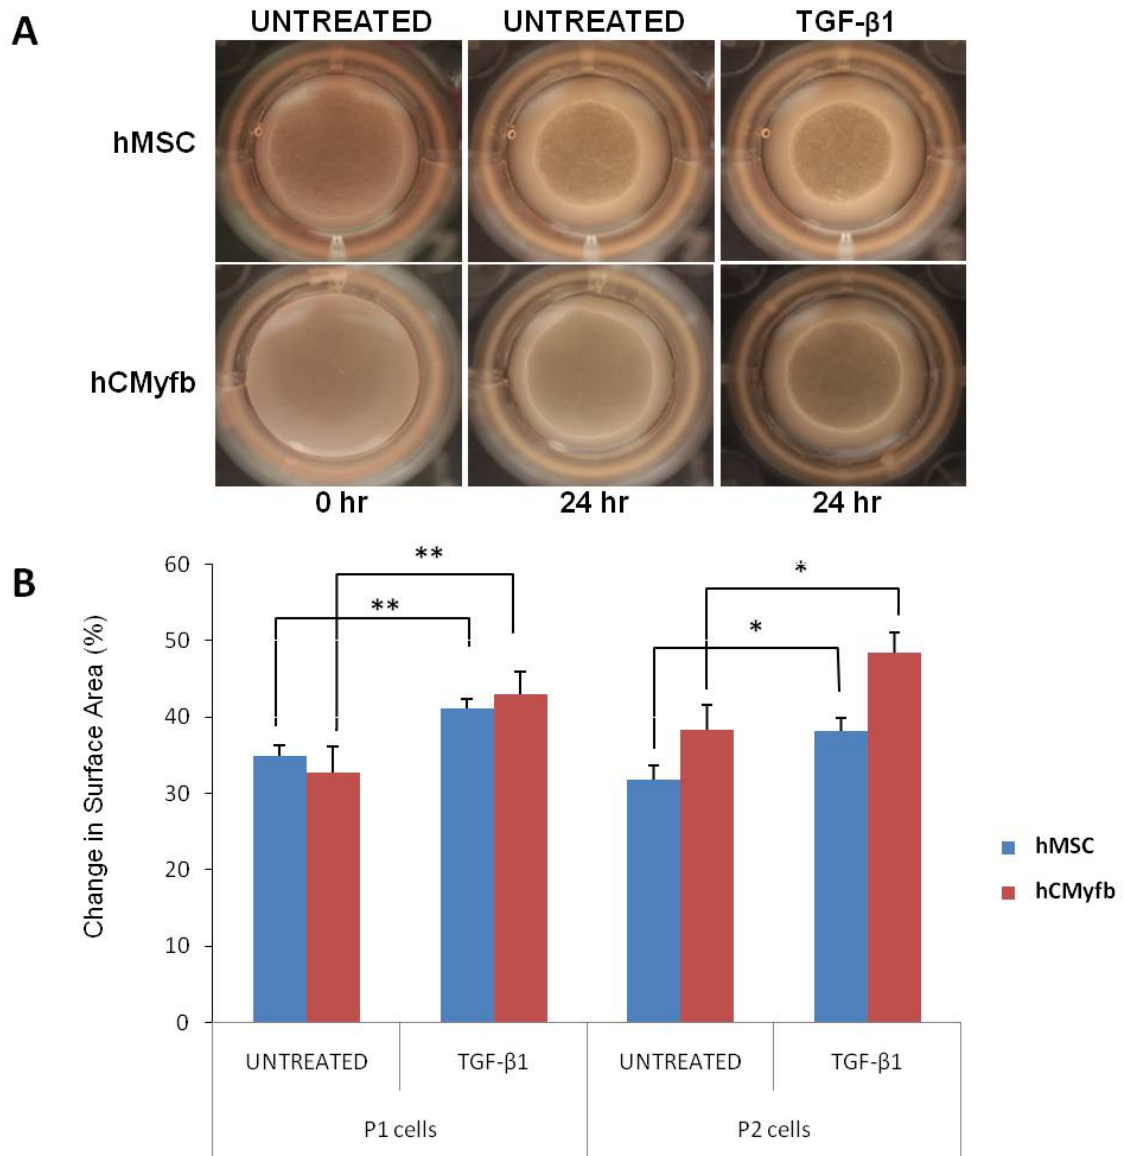 A
UNTREATED UNTREATED TGF-β1
hMSC
hCMyfb
0 hr 24 hr 24 hr
B
Change in Surface Area (%)
60
50
40
30
20
10
0
** ** * *
hMSC
hCMyfb
UNTREATED TGF-β1 UNTREATED TGF-β1
P1 cells P2 cells